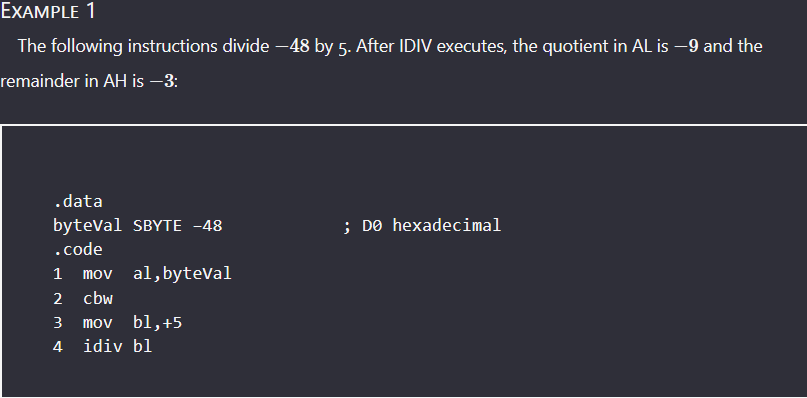 EXAMPLE 1
The following instructions divide −48 by 5. After IDIV executes, the quotient in AL is −9 and the
remainder in AH is −3:
.data
byteVal SBYTE −48 ; D0 hexadecimal
.code
1 mov al,byteVal
2 cbw
3 mov bl,+5
4 idiv bl